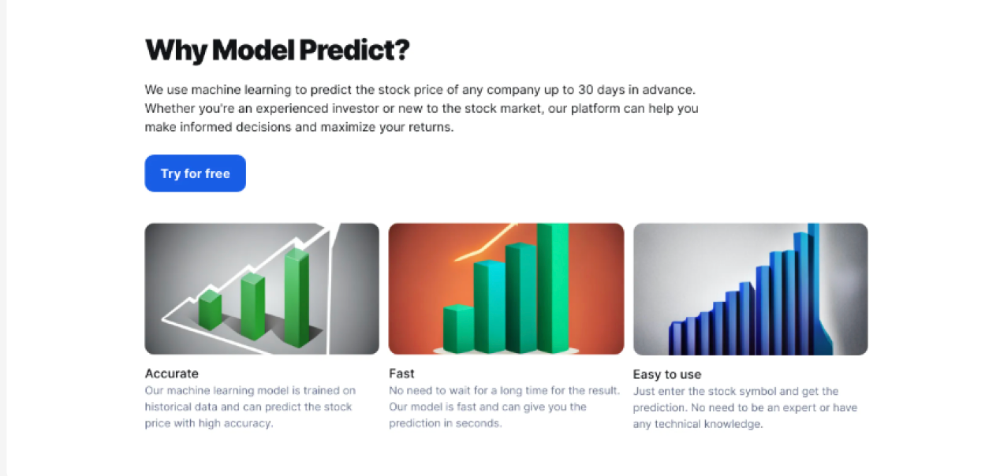 Why Model Predict?
We use machine learning to predict the stock price of any company up to 30 days in advance.
Whether you're an experienced investor or new to the stock market, our platform can help you
make informed decisions and maximize your returns.
Try for free
Accurate
Our machine learning model is trained on
historical data and can predict the stock
price with high accuracy.
Fast
No need to wait for a long time for the result.
Our model is fast and can give you the
prediction in seconds.
Easy to use
Just enter the stock symbol and get the
prediction. No need to be an expert or have
any technical knowledge.